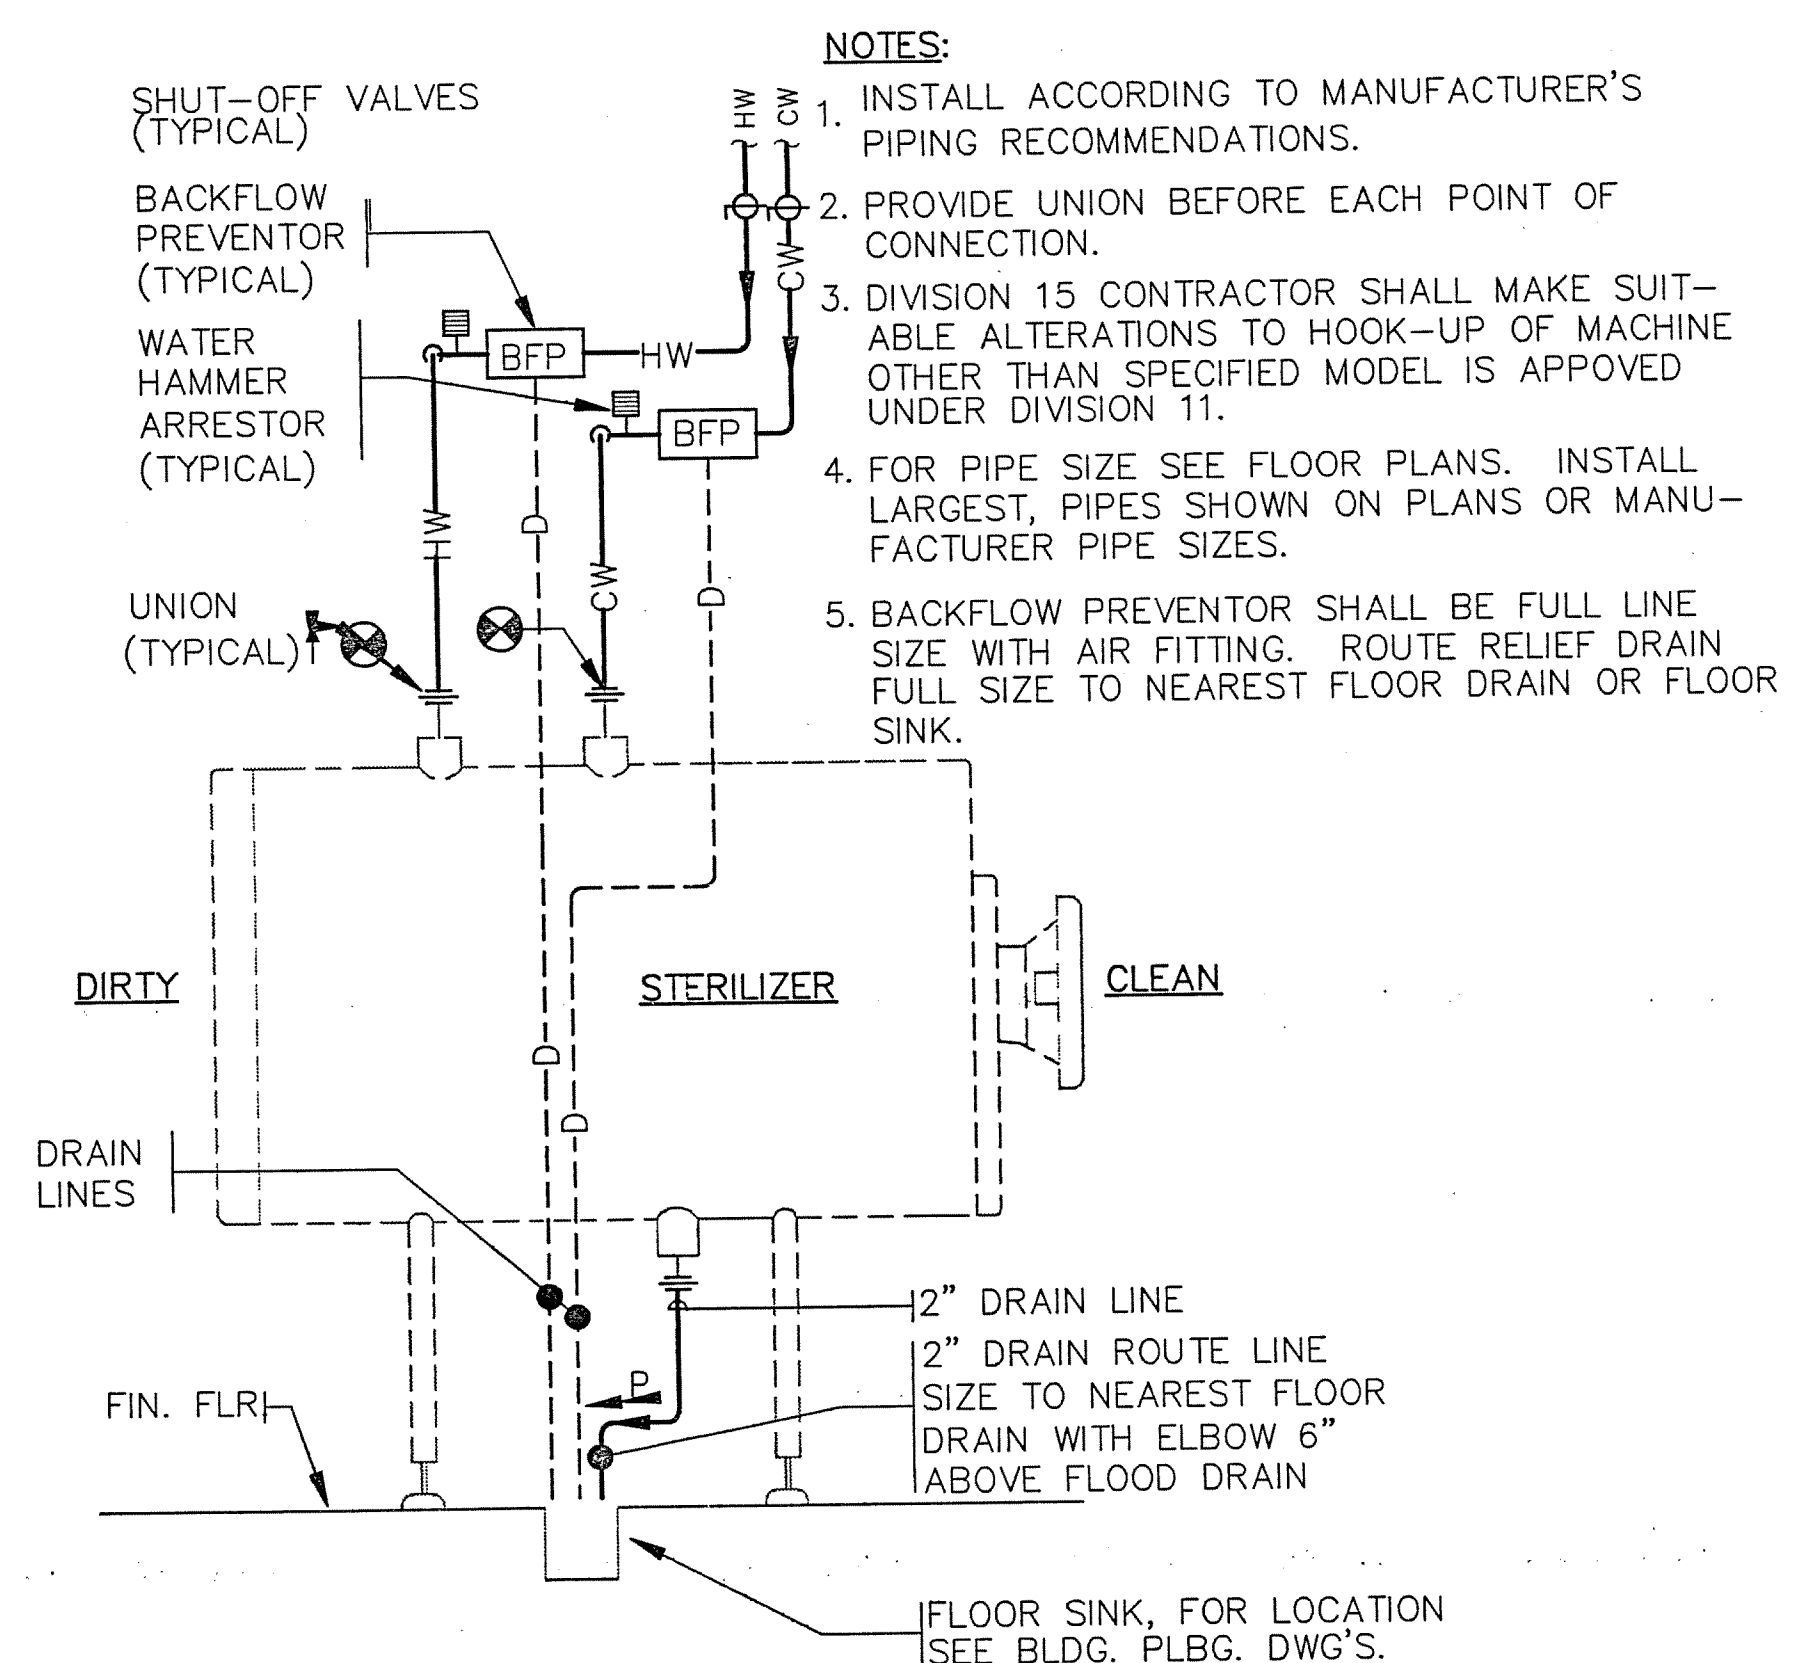 NOTES:
1. INSTALL ACCORDING TO MANUFACTURER'S
PIPING RECOMMENDATIONS.
2. PROVIDE UNION BEFORE EACH POINT OF
CONNECTION.
3. DIVISION 15 CONTRACTOR SHALL MAKE SUIT-
ABLE ALTERATIONS TO HOOK-UP OF MACHINE
OTHER THAN SPECIFIED MODEL IS APPOVED
UNDER DIVISION 11.
4. FOR PIPE SIZE SEE FLOOR PLANS. INSTALL
LARGEST, PIPES SHOWN ON PLANS OR MANU-
FACTURER PIPE SIZES.
5. BACKFLOW PREVENTOR SHALL BE FULL LINE
SIZE WITH AIR FITTING. ROUTE RELIEF DRAIN
FULL SIZE TO NEAREST FLOOR DRAIN OR FLOOR
SINK.
SHUT-OFF VALVES
(TYPICAL)
BACKFLOW
PREVENTOR
(TYPICAL)
WATER
HAMMER
ARRESTOR
(TYPICAL)
UNION
(TYPICAL)
HW
CW
CW
BFP
HW
BFP
HW
CW
D
D
DIRTY
STERILIZER
CLEAN
D
D
DRAIN
LINES
2" DRAIN LINE
2" DRAIN ROUTE LINE
SIZE TO NEAREST FLOOR
DRAIN WITH ELBOW 6"
ABOVE FLOOD DRAIN
P
FIN. FLR
FLOOR SINK, FOR LOCATION
SEE BLDG. PLBG. DWG'S.